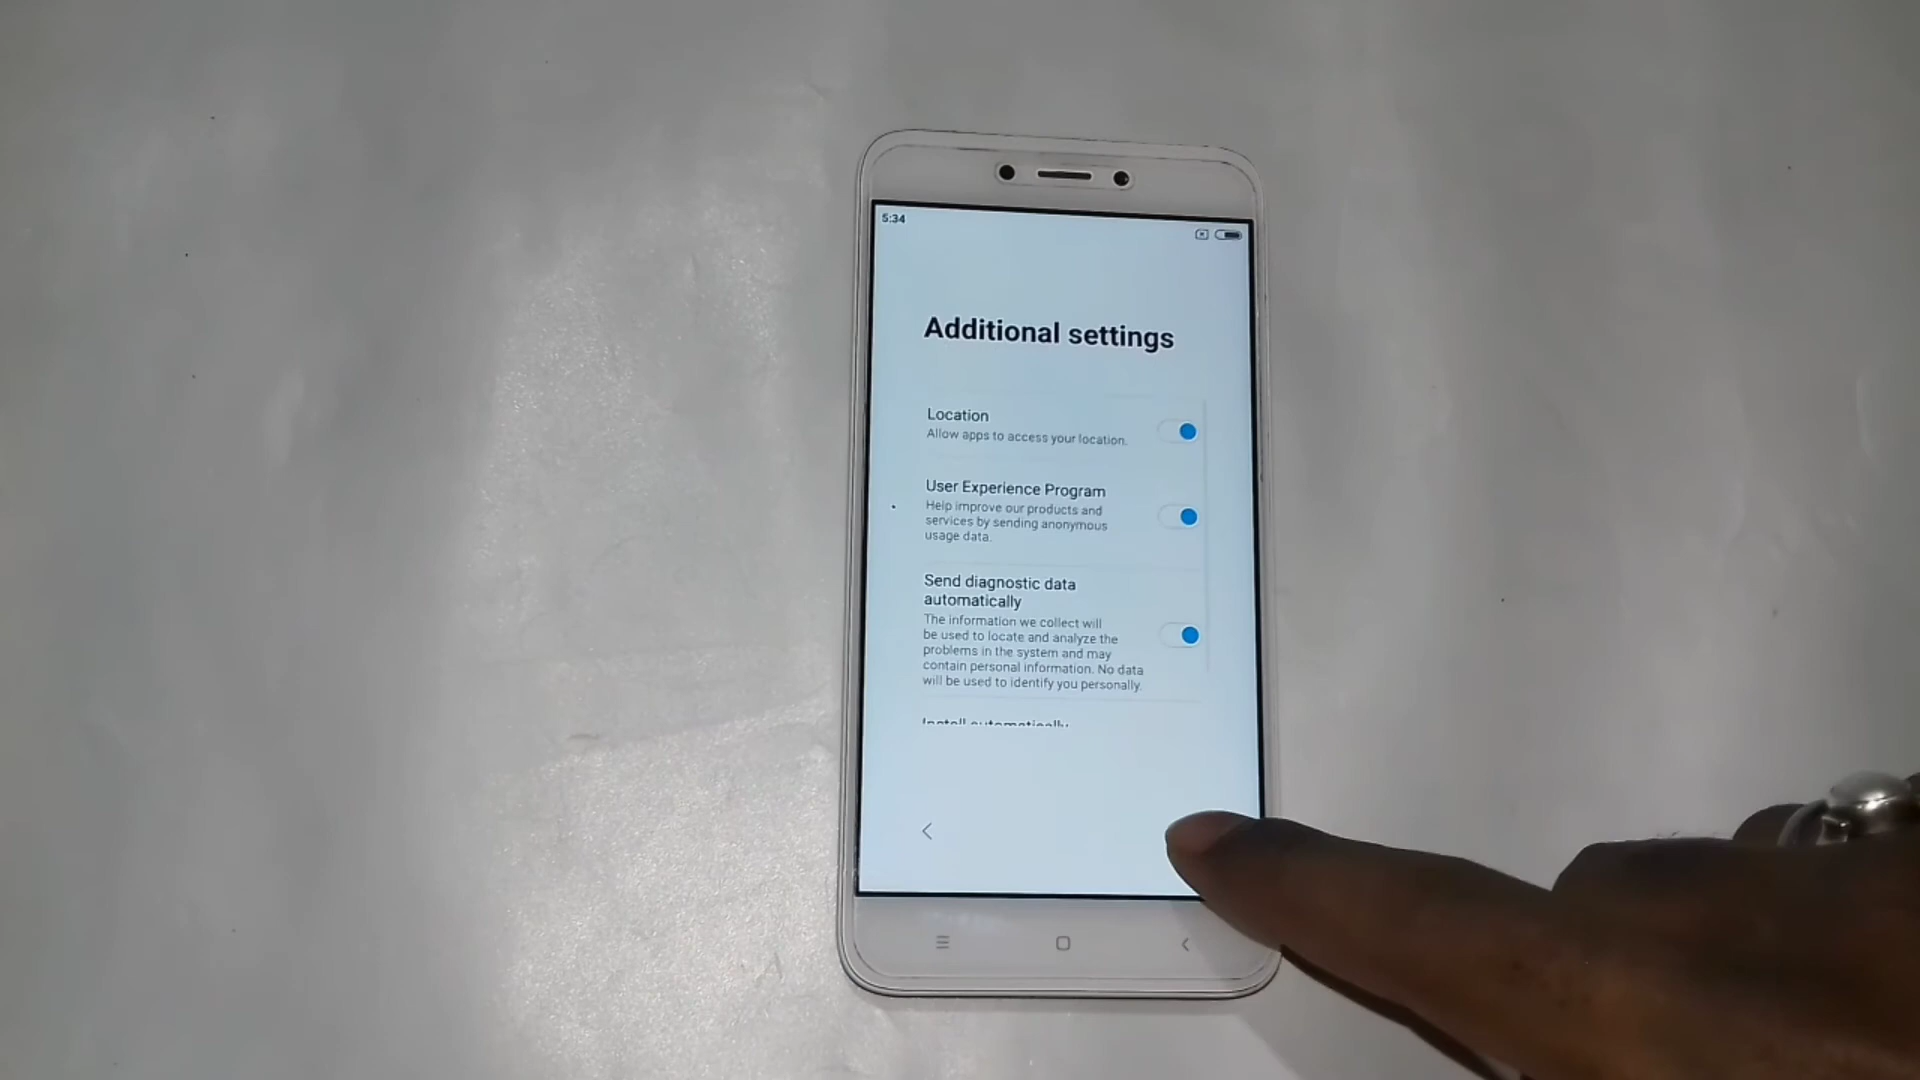 5:34
Additional settings
Location
Allow apps to access your location.
User Experience Program
Help improve our products and
services by sending anonymous
usage data.
Send diagnostic data
automatically
The information we collect will
be used to locate and analyze the
problems in the system and may
contain personal information. No data
will be used to identify you personally.
Install automatically